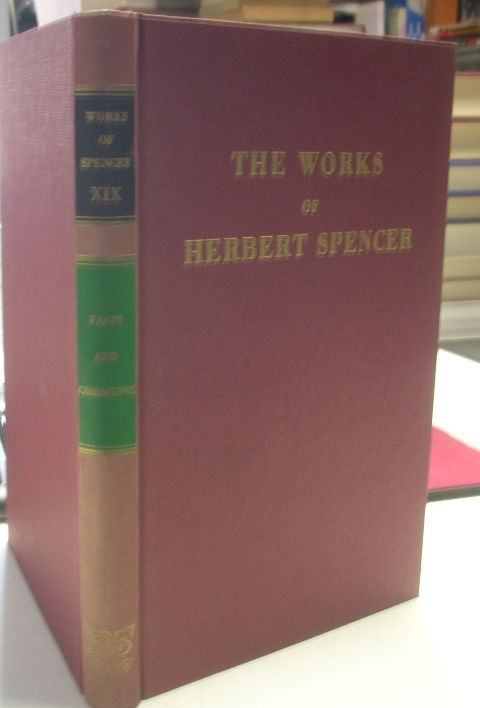 WORKS
OF
SPENCER
XIX
FACTS
AND
COMMENTS
THE WORKS
OF
HERBERT SPENCER